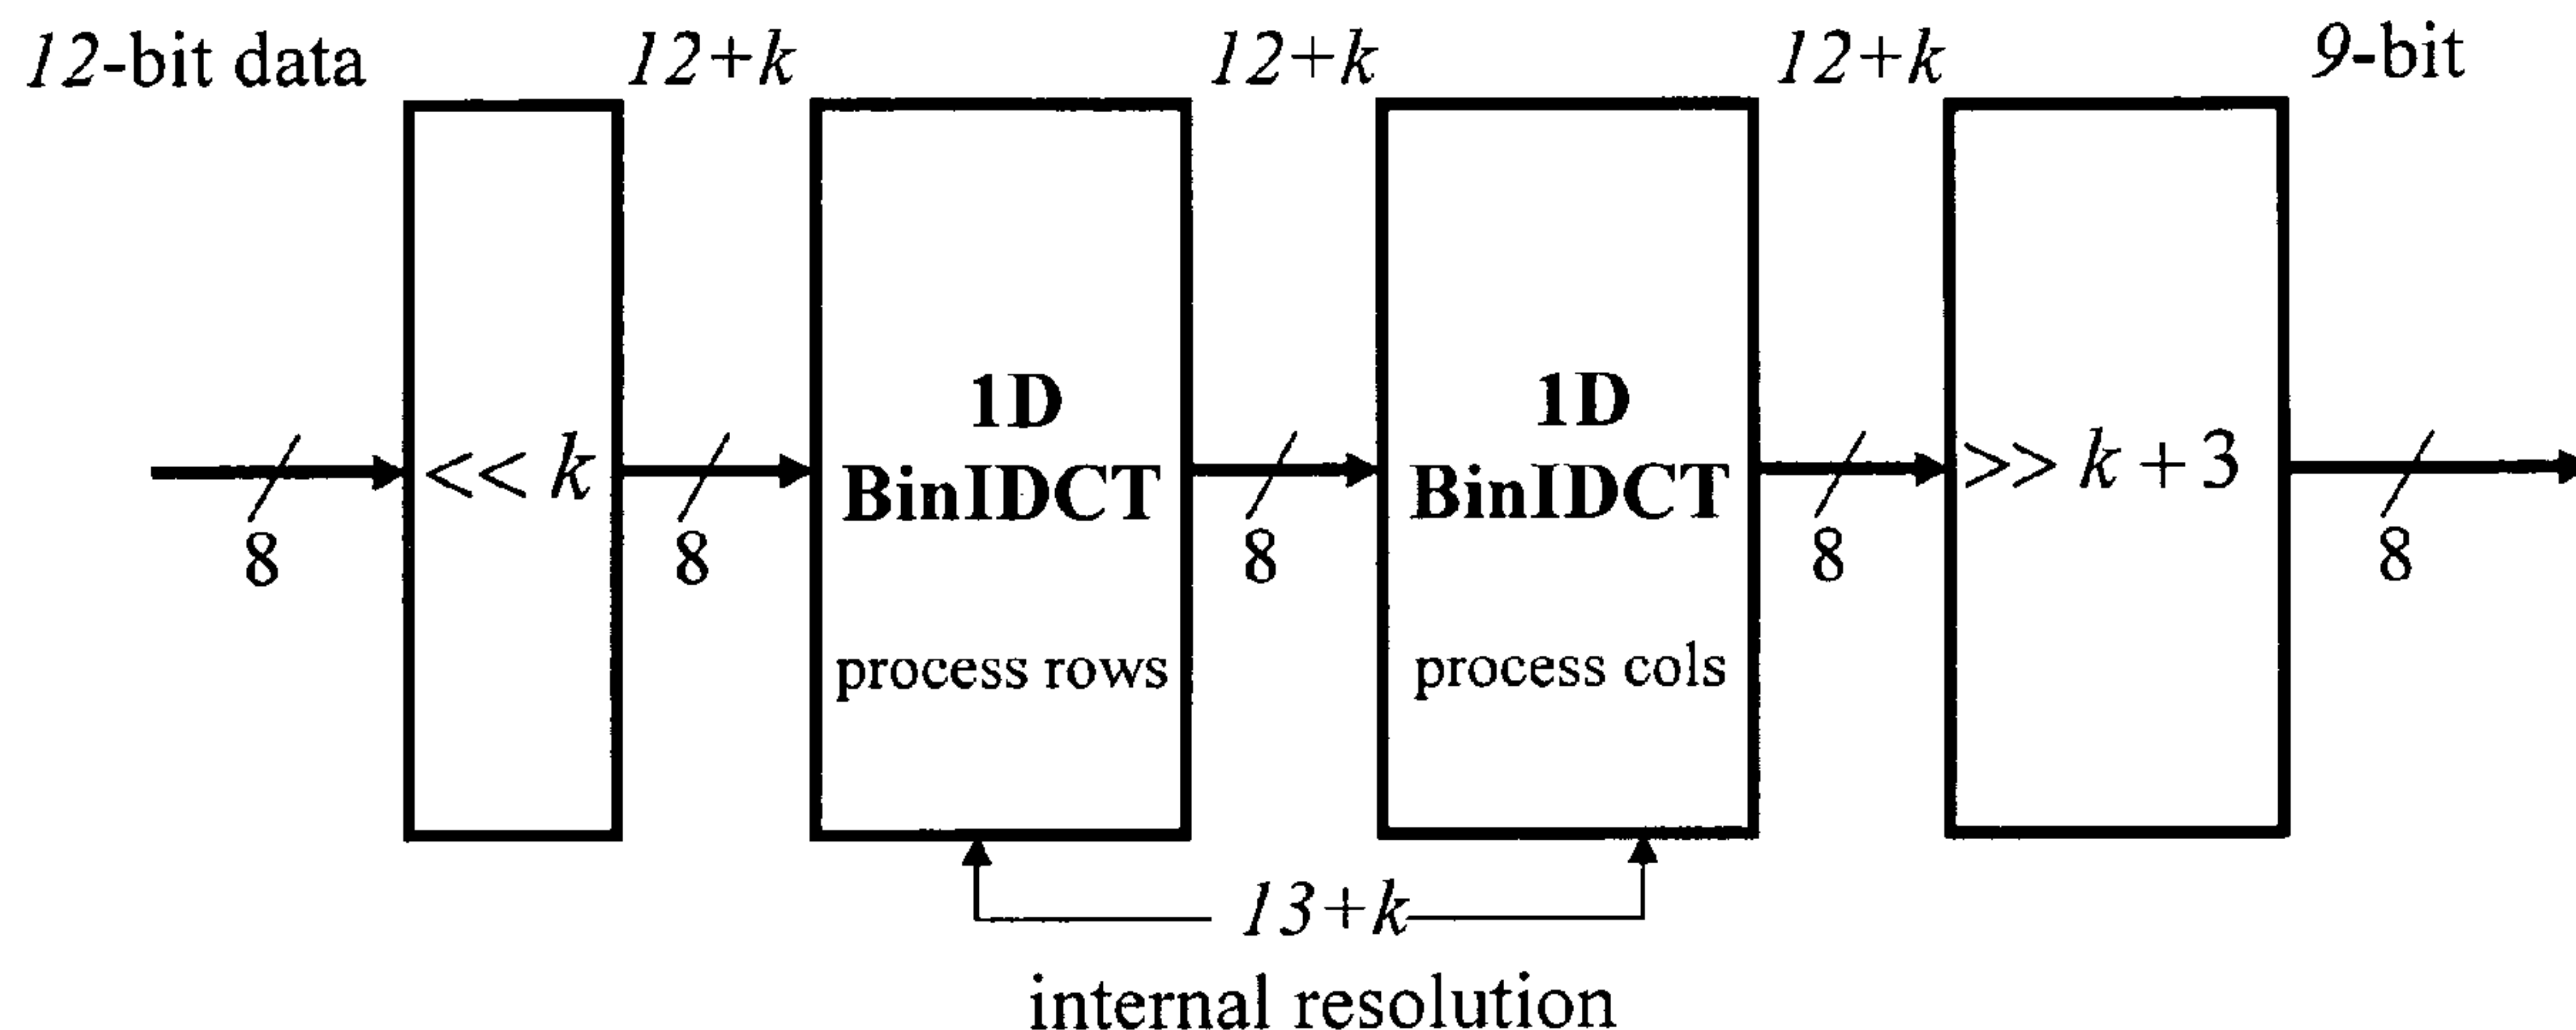 12-bit data
12+k
12+k
12+k
9-bit
<< k
1D
BinIDCT
process rows
1D
BinIDCT
process cols
>> k + 3
8
8
8
8
8
13+k
internal resolution